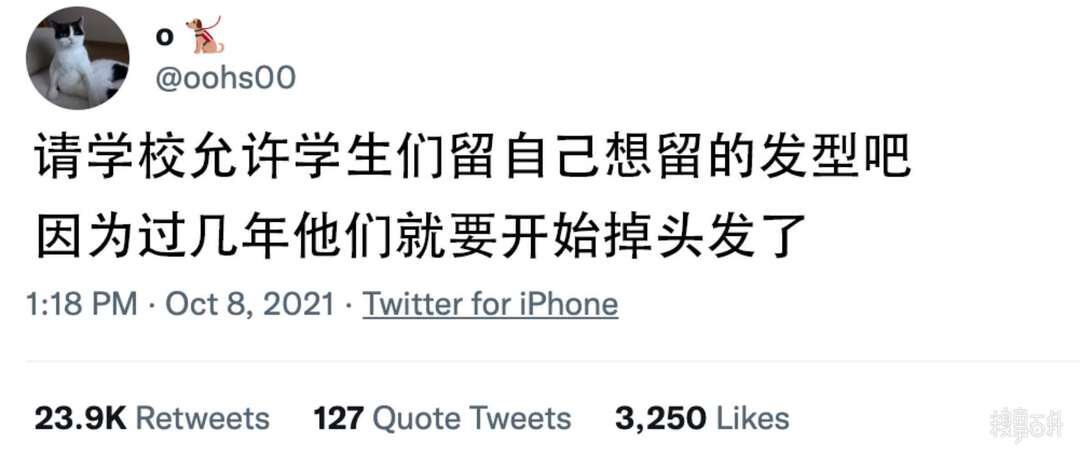 o
@oohs00
请学校允许学生们留自己想留的发型吧
因为过几年他们就要开始掉头发了
1:18 PM · Oct 8, 2021 · Twitter for iPhone
23.9K Retweets 127 Quote Tweets 3,250 Likes